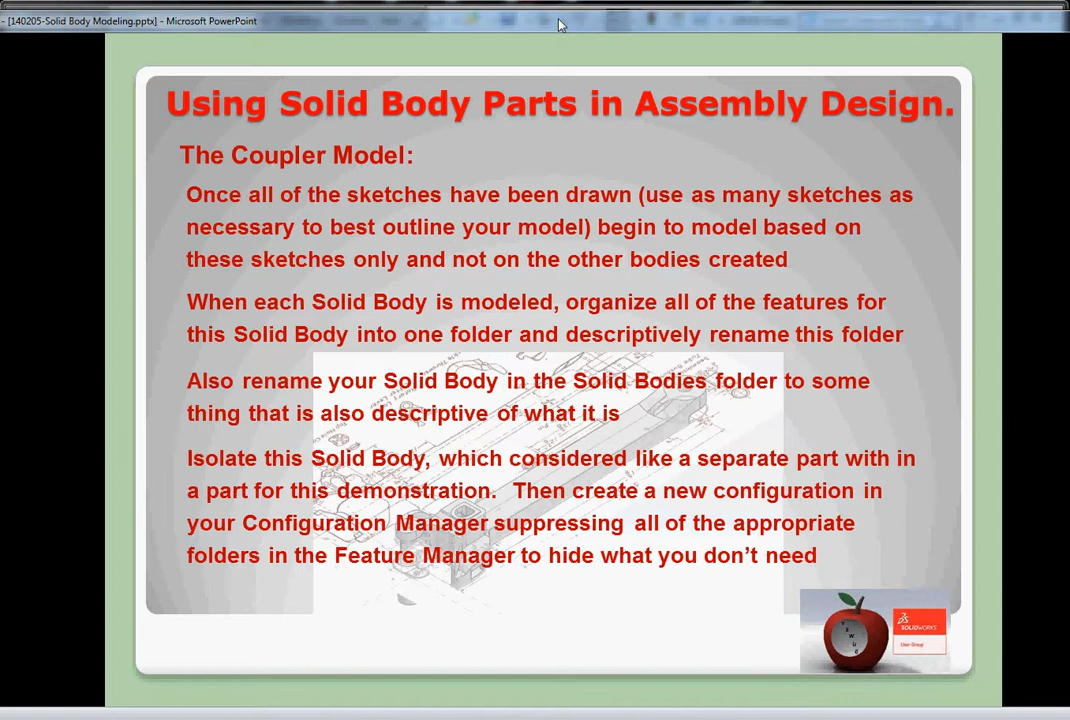 - [140205-Solid Body Modeling.pptx] - Microsoft PowerPoint
Using Solid Body Parts in Assembly Design.
The Coupler Model:
Once all of the sketches have been drawn (use as many sketches as
necessary to best outline your model) begin to model based on
these sketches only and not on the other bodies created
When each Solid Body is modeled, organize all of the features for
this Solid Body into one folder and descriptively rename this folder
Also rename your Solid Body in the Solid Bodies folder to some
thing that is also descriptive of what it is
Isolate this Solid Body, which considered like a separate part with in
a part for this demonstration.  Then create a new configuration in
your Configuration Manager suppressing all of the appropriate
folders in the Feature Manager to hide what you don’t need
SOLIDWORKS
User Group